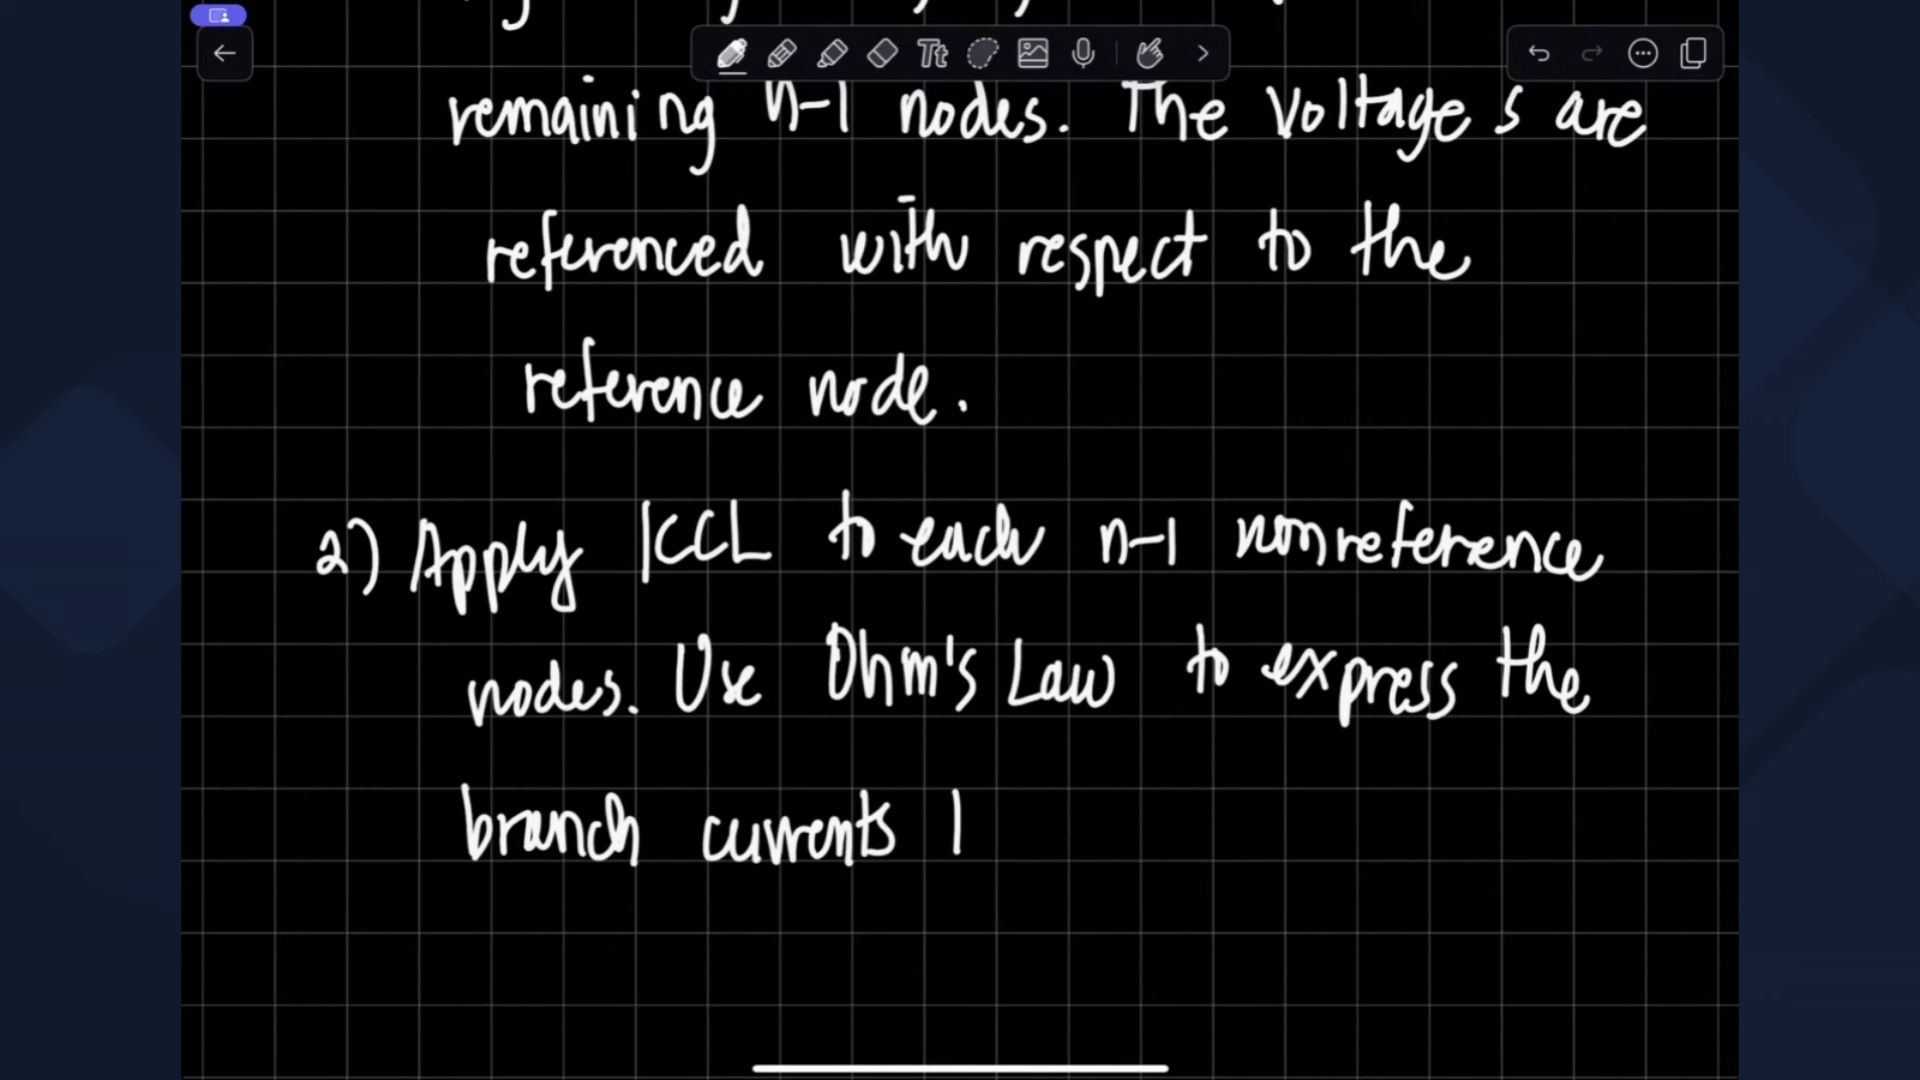 remaining n-1 nodes. The voltages are
referenced with respect to the
reference node.
2) Apply KCL to each n-1 nonreference
nodes. Use Ohm's Law to express the
branch currents